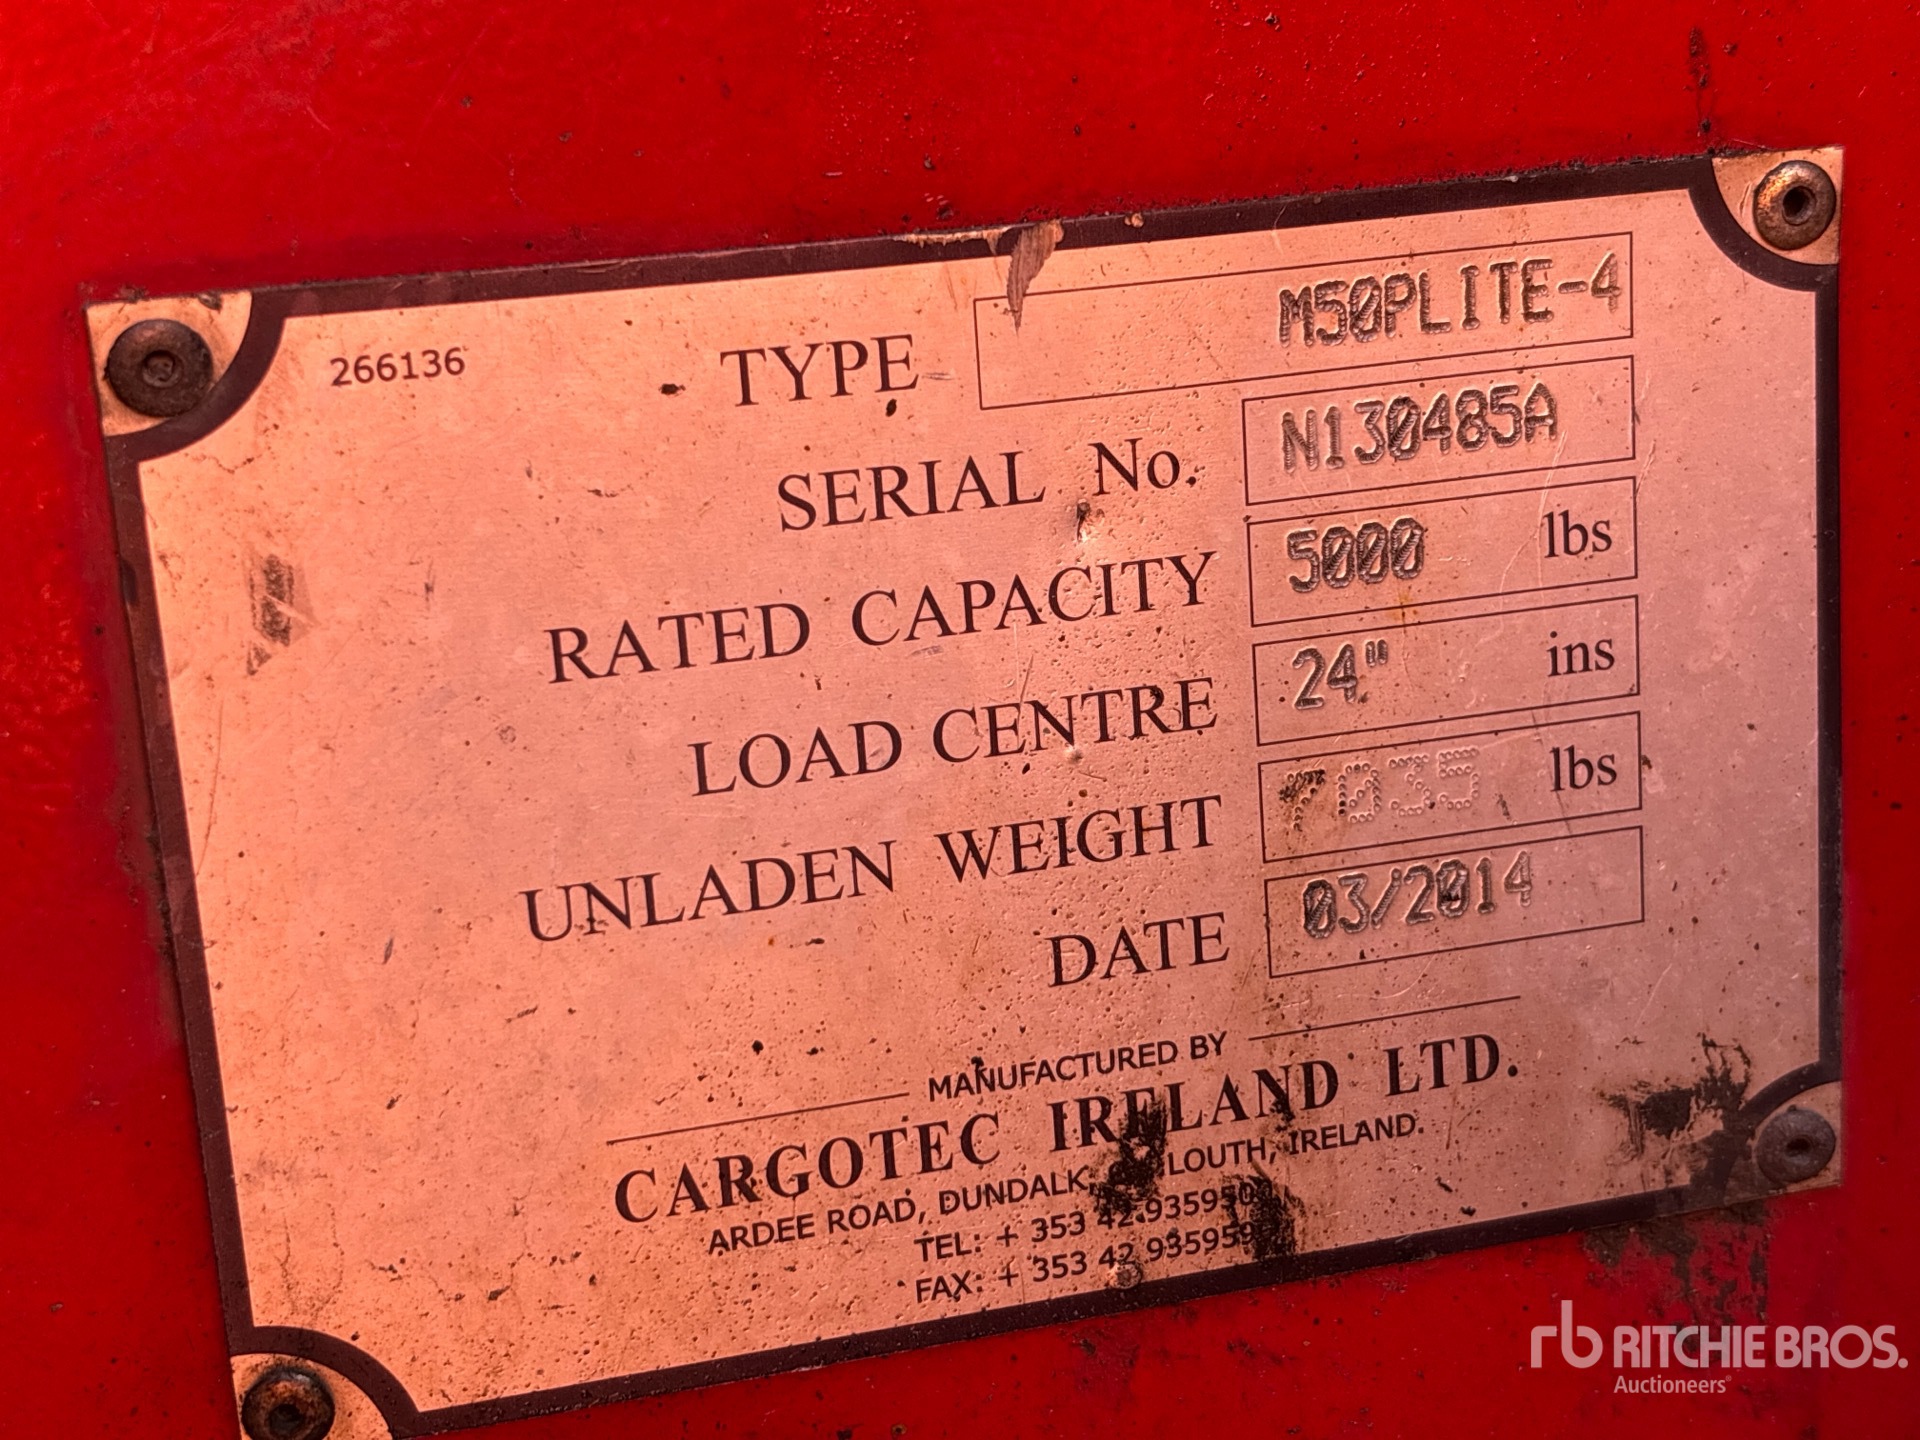 266136
TYPE M50PLITE-4
SERIAL No. N130485A
RATED CAPACITY 5000 lbs
LOAD CENTRE 24" ins
UNLADEN WEIGHT 7035 lbs
DATE 03/2014
MANUFACTURED BY
CARGOTEC IRELAND LTD.
ARDEE ROAD, DUNDALK, LOUTH, IRELAND.
TEL: + 353 42
FAX: + 353 42
rb RITCHIE BROS.
Auctioneers